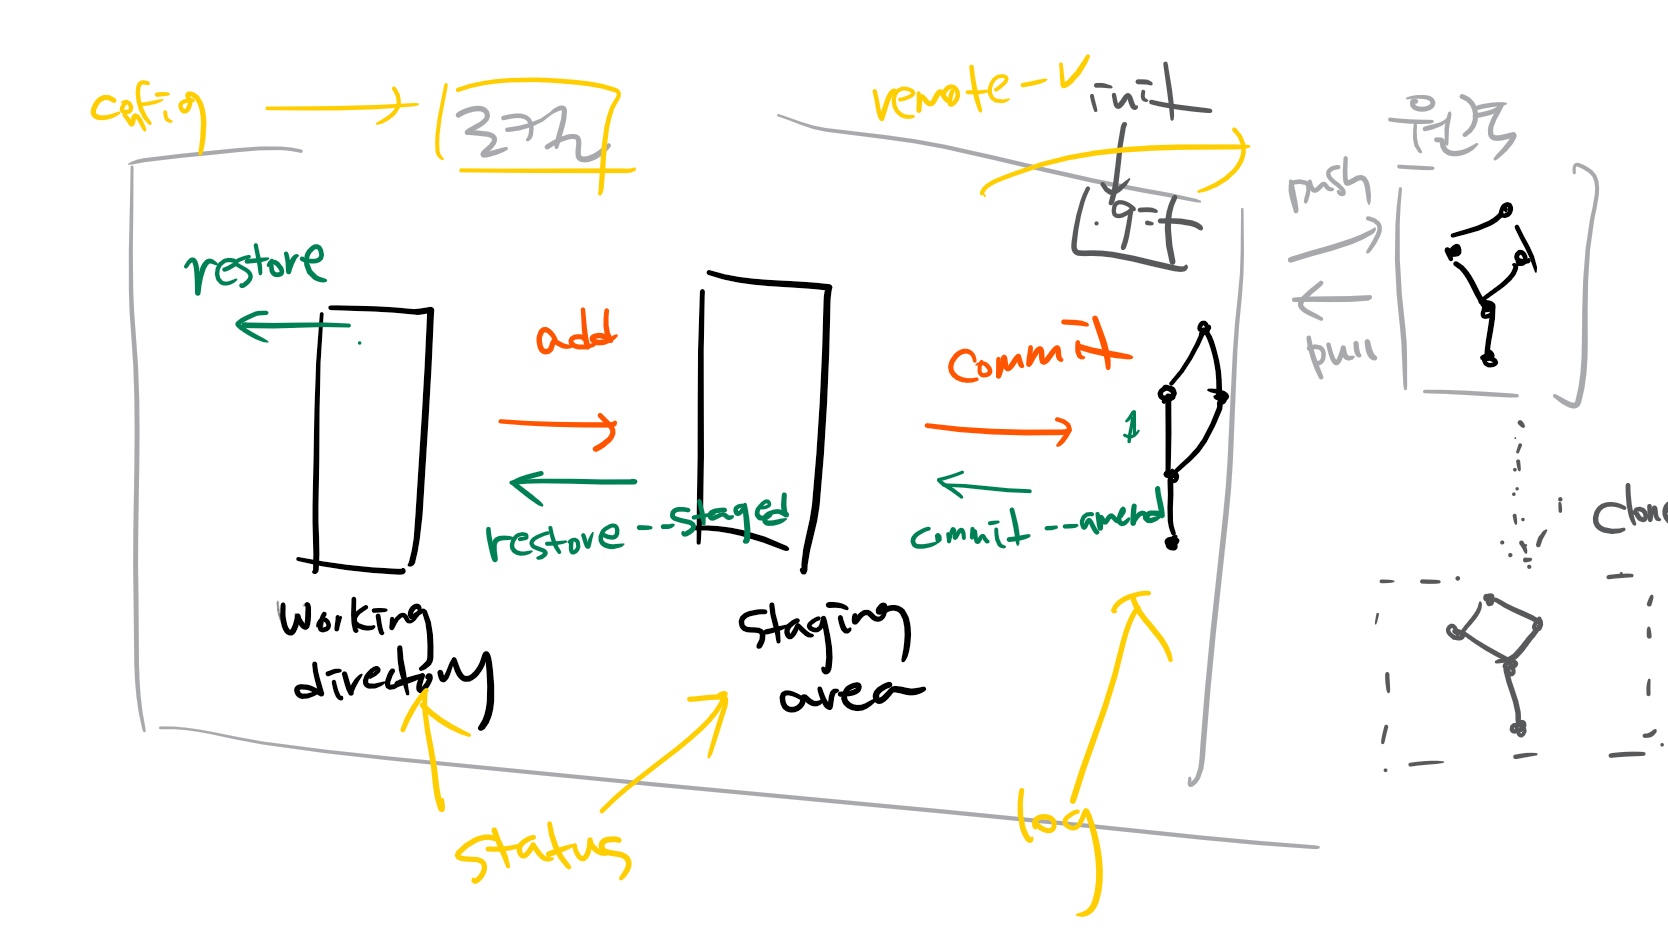 config
로컬
remote -v
init
.git
원격
push
pull
restore
add
commit
1
restore --staged
commit --amend
clone
working
directory
staging
area
status
log